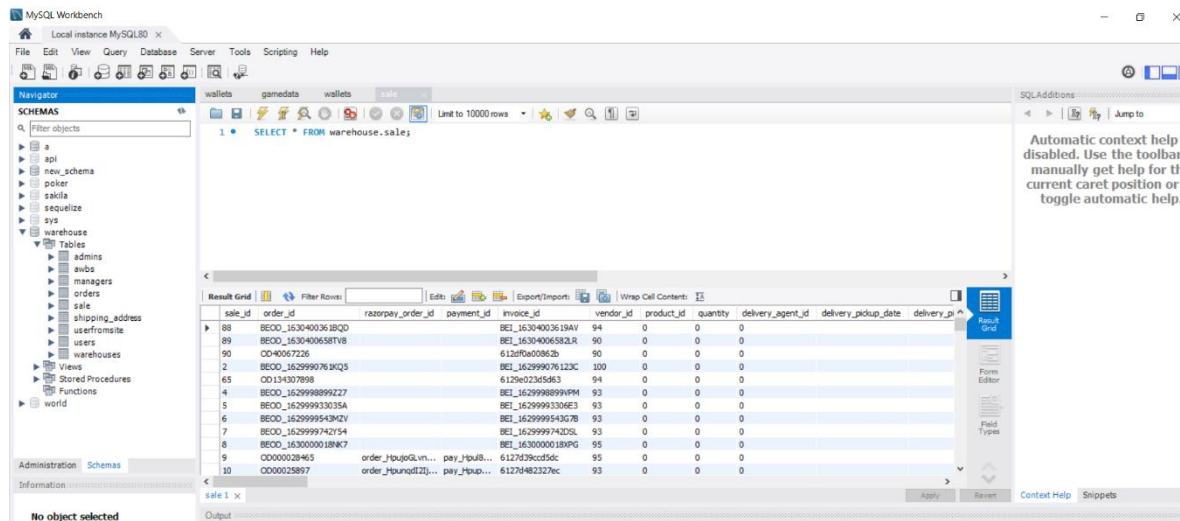 MySQL Workbench
Local instance MySQL80
File Edit View Query Database Server Tools Scripting Help
Navigator
SCHEMAS
Filter objects
a
api
new_schema
poker
sakila
sequelize
sys
warehouse
Tables
admins
awbs
managers
orders
sale
shipping_address
userfromsite
users
warehouses
Views
Stored Procedures
Functions
world
Administration Schemas
Information
No object selected
wallets gamedata wallets sale
Limit to 10000 rows
1 SELECT * FROM warehouse.sale;
Result Grid Filter Rows: Edit: Export/Import: Wrap Cell Content:
sale_id order_id razorpay_order_id payment_id invoice_id vendor_id product_id quantity delivery_agent_id delivery_pickup_date
88 BEOD_1630400361BQD BEI_16304003619AV 94 0 0 0
89 BEOD_1630400658TV8 BEI_16304006582LR 90 0 0 0
90 OD40067226 612df0a00862b 90 0 0 0
2 BEOD_1629990761KQ5 BEI_162999076123C 100 0 0 0
65 OD134307898 6129e023d5d63 94 0 0 0
4 BEOD_1629998899Z27 BEI_1629998899VPM 93 0 0 0
5 BEOD_162999933035A BEI_16299993306E3 93 0 0 0
6 BEOD_1629999543MZV BEI_1629999543G7B 93 0 0 0
7 BEOD_1629999742Y54 BEI_1629999742DSL 93 0 0 0
8 BEOD_1630000018NK7 BEI_1630000018XPG 95 0 0 0
9 OD000028465 order_HpujoGLvn... pay_Hpul8... 6127d39ccd5dc 95 0 0 0
10 OD00025897 order_HpunqdI2Ij... pay_Hpup... 6127d482327ec 93 0 0 0
Result Grid
Form Editor
Field Types
sale 1
Apply Revert
Output
SQLAdditions
Jump to
Automatic context help
disabled. Use the toolbar
manually get help for
current caret position or
toggle automatic help.
Context Help Snippets